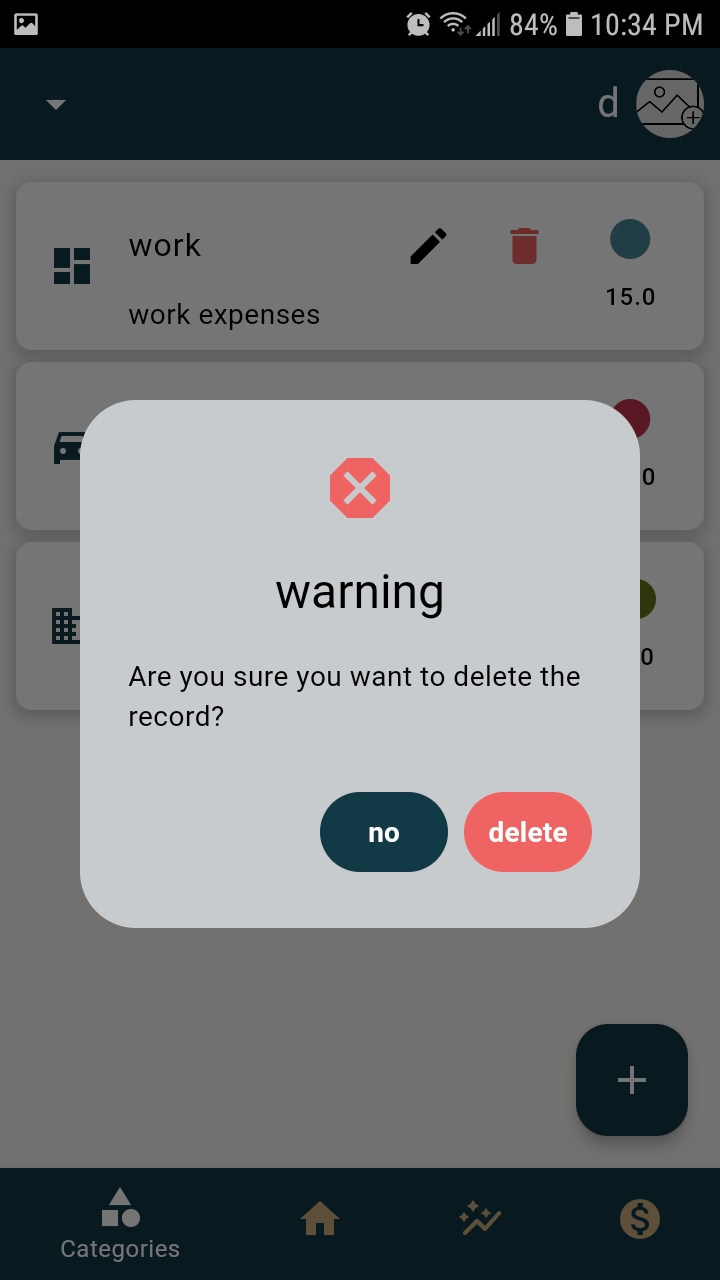 84% 10:34 PM
d
work
15.0
work expenses
0
0
warning
Are you sure you want to delete the
record?
no delete
Categories